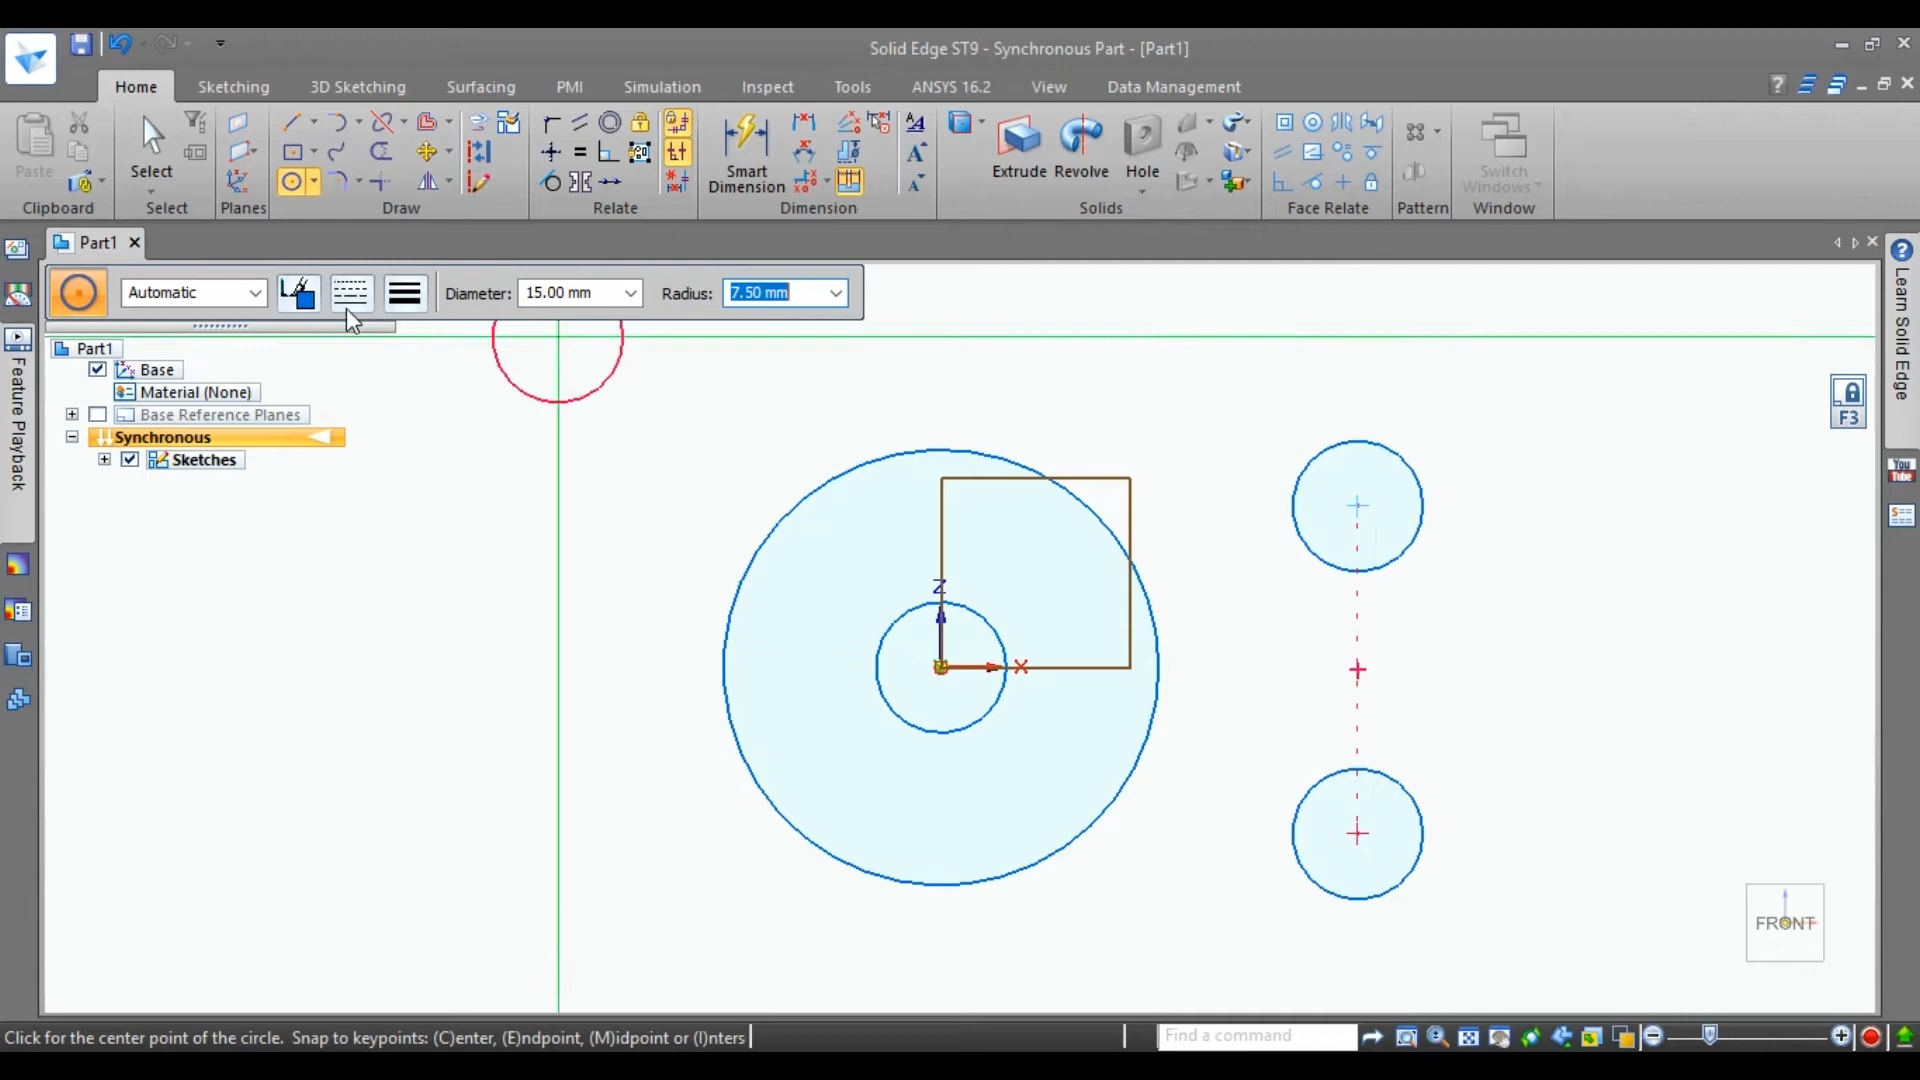 Solid Edge ST9 - Synchronous Part - [Part1]
Home
Sketching
3D Sketching
Surfacing
PMI
Simulation
Inspect
Tools
ANSYS 16.2
View
Data Management
Paste
Select
Smart
Dimension
Extrude
Revolve
Hole
Switch
Windows
Clipboard
Select
Planes
Draw
Relate
Dimension
Solids
Face Relate
Pattern
Window
Part1
Automatic
Diameter:
15.00 mm
Radius:
7.50 mm
Part1
Base
Material (None)
Base Reference Planes
Synchronous
Sketches
Feature Playback
Learn Solid Edge
You
Tube
F3
Z
X
FRONT
Click for the center point of the circle. Snap to keypoints: (C)enter, (E)ndpoint, (M)idpoint or (I)nters
Find a command